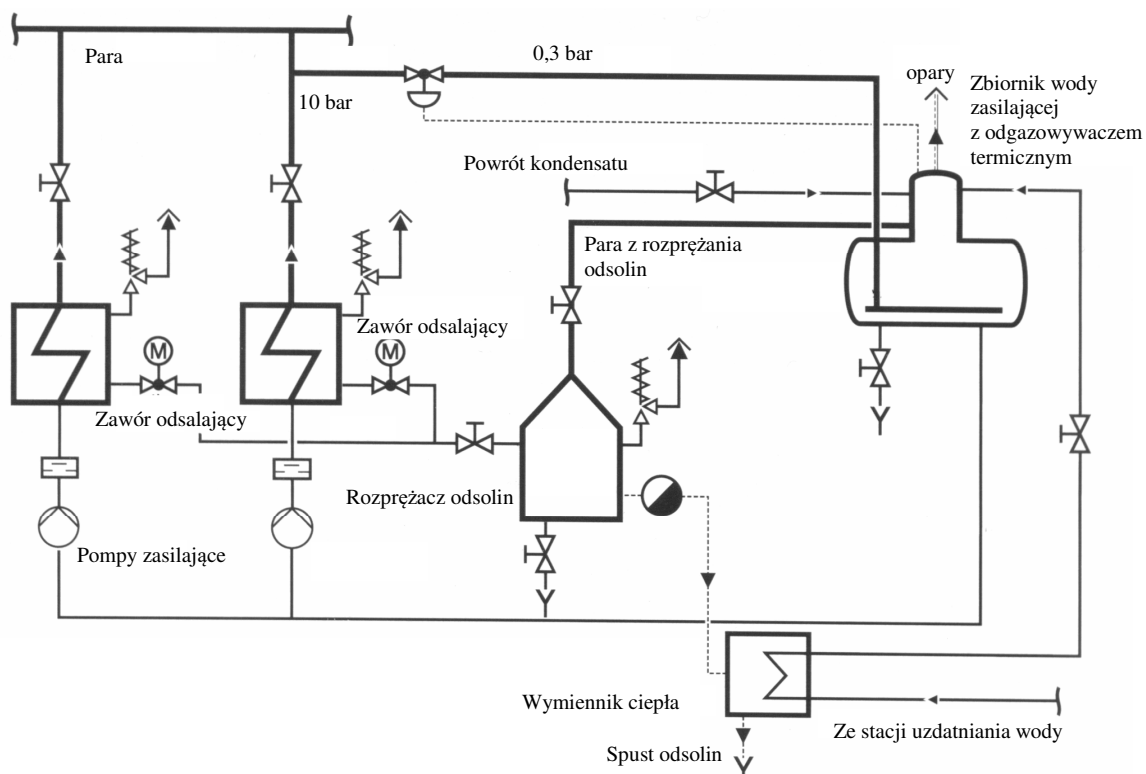 Para
0,3 bar
10 bar
opary
Zbiornik wody
zasilającej
z odgazowywaczem
termicznym
Powrót kondensatu
Para z rozprężania
odsolin
Zawór odsalający
M
M
Zawór odsalający
Rozprężacz odsolin
Pompy zasilające
Wymiennik ciepła
Ze stacji uzdatniania wody
Spust odsolin